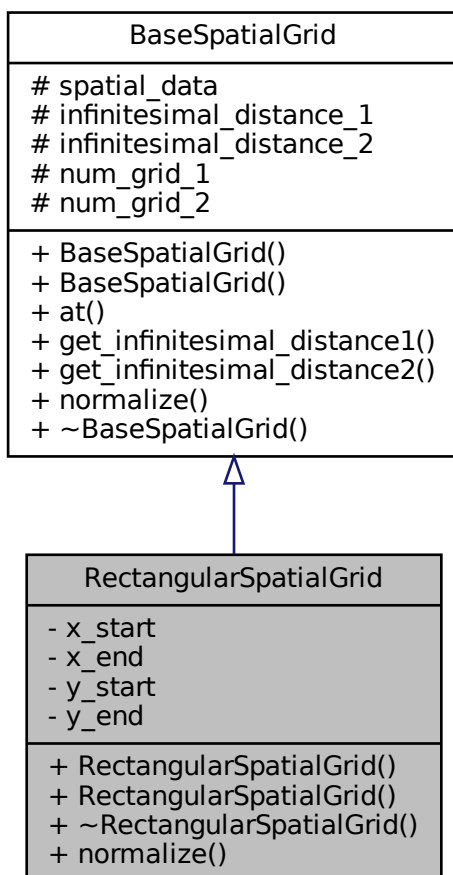 BaseSpatialGrid
# spatial_data
# infinitesimal_distance_1
# infinitesimal_distance_2
# num_grid_1
# num_grid_2
+ BaseSpatialGrid()
+ BaseSpatialGrid()
+ at()
+ get_infinitesimal_distance1()
+ get_infinitesimal_distance2()
+ normalize()
+ ~BaseSpatialGrid()
RectangularSpatialGrid
- x_start
- x_end
- y_start
- y_end
+ RectangularSpatialGrid()
+ RectangularSpatialGrid()
+ ~RectangularSpatialGrid()
+ normalize()